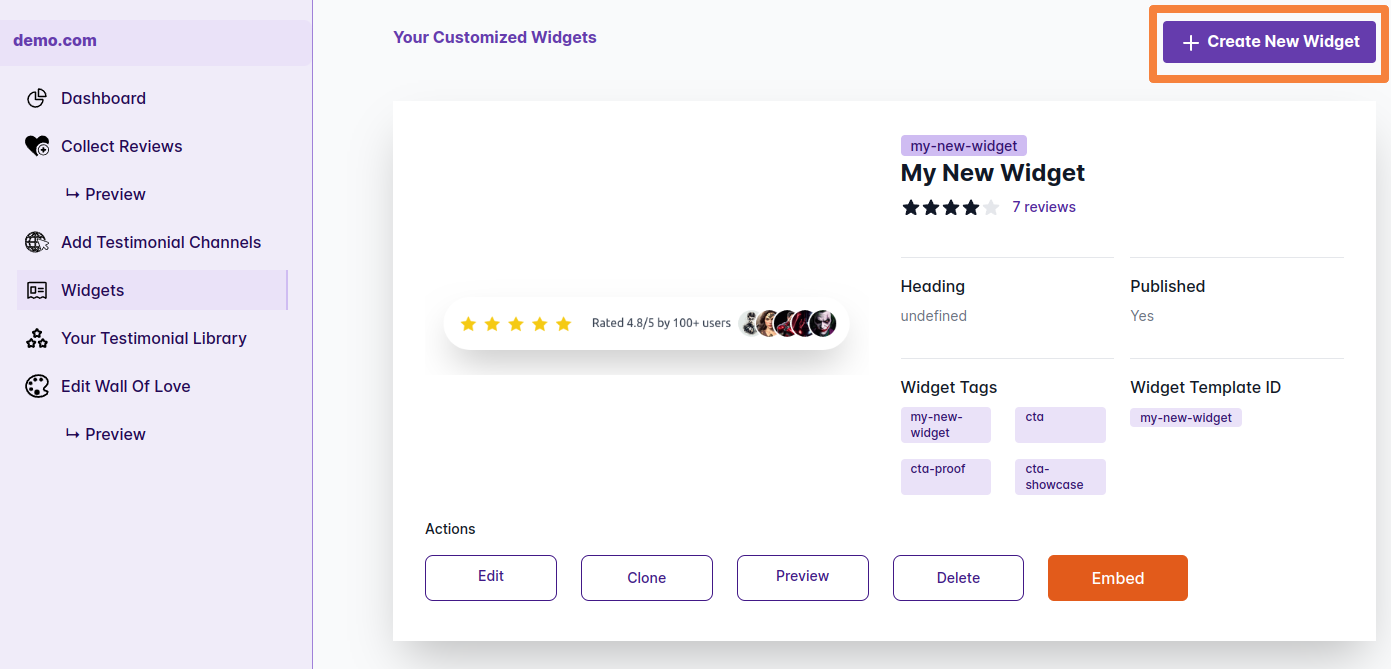 demo.com
Dashboard
Collect Reviews
↳ Preview
Add Testimonial Channels
Widgets
Your Testimonial Library
Edit Wall Of Love
↳ Preview
Your Customized Widgets
+ Create New Widget
my-new-widget
My New Widget
7 reviews
Rated 4.8/5 by 100+ users
Heading
undefined
Published
Yes
Widget Tags
my-new-
widget
cta
cta-proof
cta-
showcase
Widget Template ID
my-new-widget
Actions
Edit
Clone
Preview
Delete
Embed